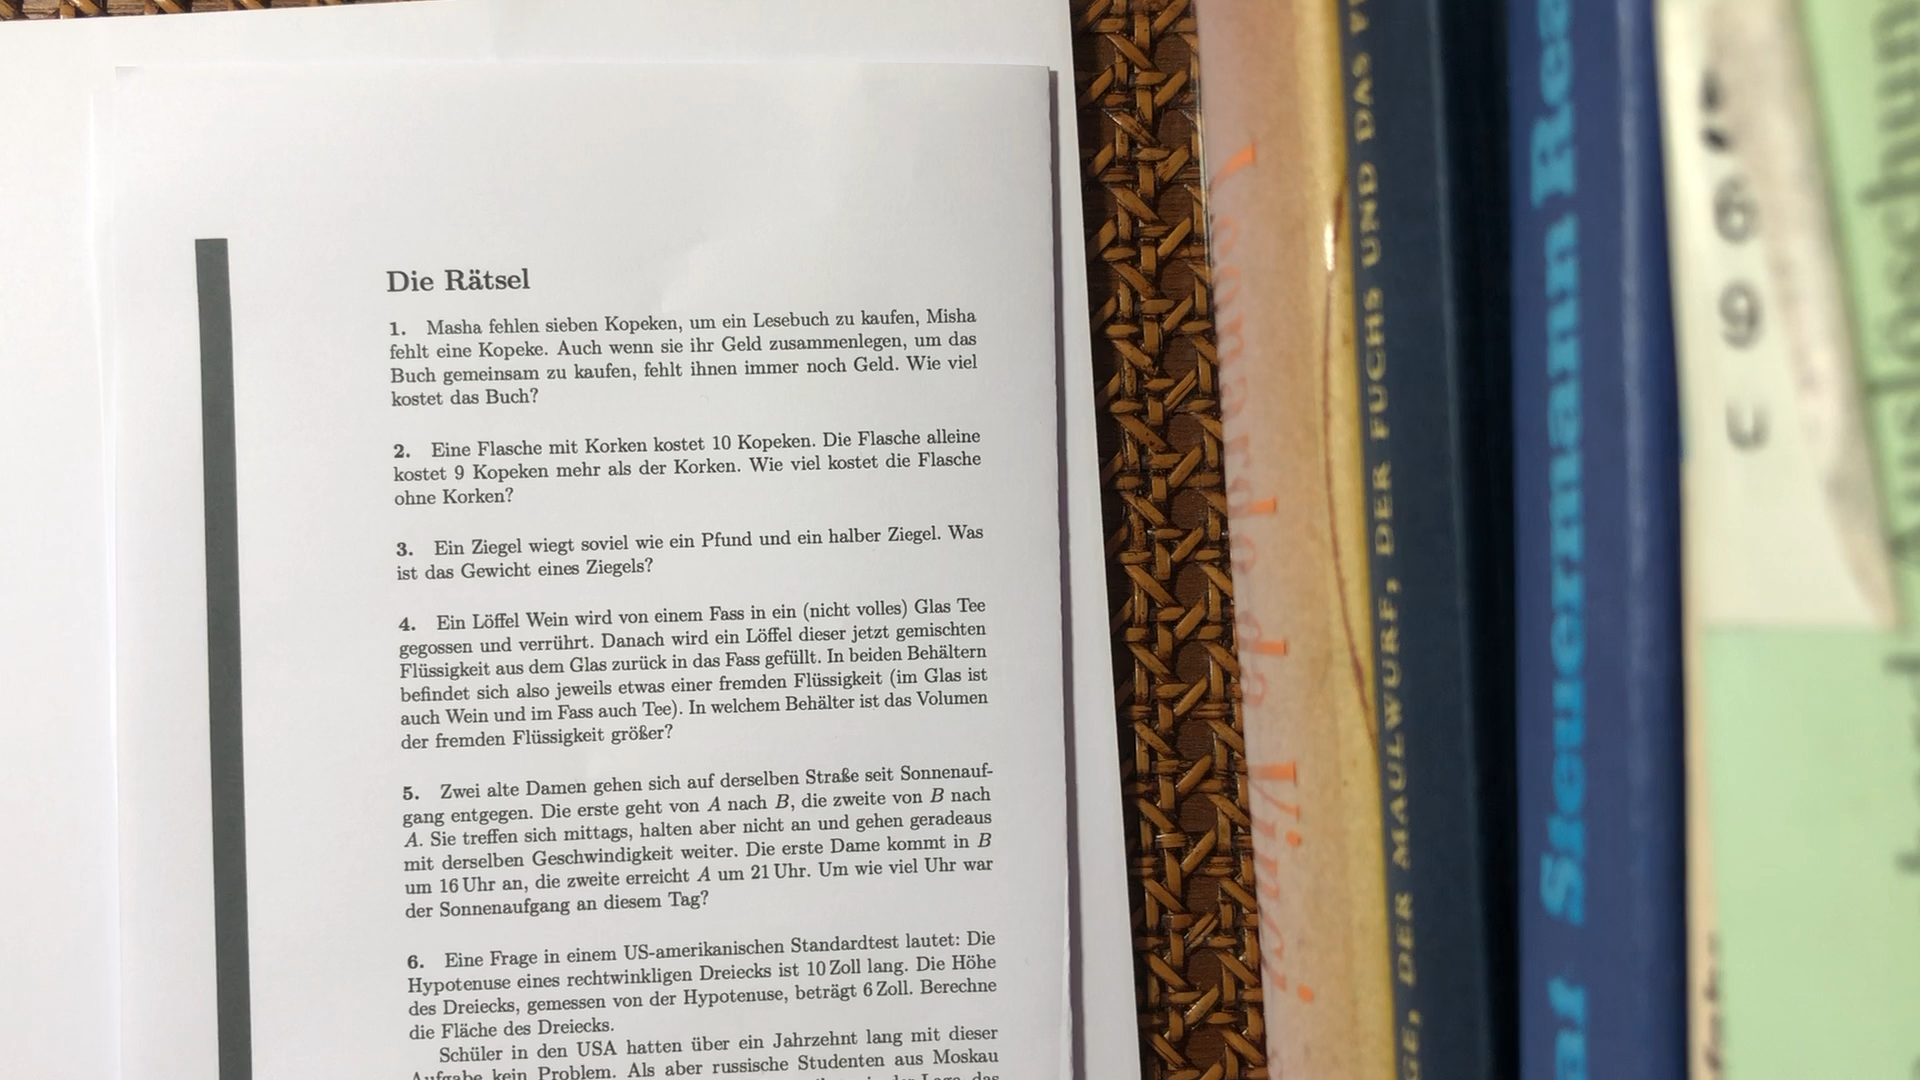 Die Rätsel
1. Masha fehlen sieben Kopeken, um ein Lesebuch zu kaufen, Misha
fehlt eine Kopeke. Auch wenn sie ihr Geld zusammenlegen, um das
Buch gemeinsam zu kaufen, fehlt ihnen immer noch Geld. Wie viel
kostet das Buch?
2. Eine Flasche mit Korken kostet 10 Kopeken. Die Flasche alleine
kostet 9 Kopeken mehr als der Korken. Wie viel kostet die Flasche
ohne Korken?
3. Ein Ziegel wiegt soviel wie ein Pfund und ein halber Ziegel. Was
ist das Gewicht eines Ziegels?
4. Ein Löffel Wein wird von einem Fass in ein (nicht volles) Glas Tee
gegossen und verrührt. Danach wird ein Löffel dieser jetzt gemischten
Flüssigkeit aus dem Glas zurück in das Fass gefüllt. In beiden Behältern
befindet sich also jeweils etwas einer fremden Flüssigkeit (im Glas ist
auch Wein und im Fass auch Tee). In welchem Behälter ist das Volumen
der fremden Flüssigkeit größer?
5. Zwei alte Damen gehen sich auf derselben Straße seit Sonnenauf-
gang entgegen. Die erste geht von A nach B, die zweite von B nach
A. Sie treffen sich mittags, halten aber nicht an und gehen geradeaus
mit derselben Geschwindigkeit weiter. Die erste Dame kommt in B
um 16 Uhr an, die zweite erreicht A um 21 Uhr. Um wie viel Uhr war
der Sonnenaufgang an diesem Tag?
6. Eine Frage in einem US-amerikanischen Standardtest lautet: Die
Hypotenuse eines rechtwinkligen Dreiecks ist 10 Zoll lang. Die Höhe
des Dreiecks, gemessen von der Hypotenuse, beträgt 6 Zoll. Berechne
die Fläche des Dreiecks.
Schüler in den USA hatten über ein Jahrzehnt lang mit dieser
Aufgabe kein Problem. Als aber russische Studenten aus Moskau
Leonardo da Vinci
DER MAULWURF, DER FUCHS UND DAS
Steuermann